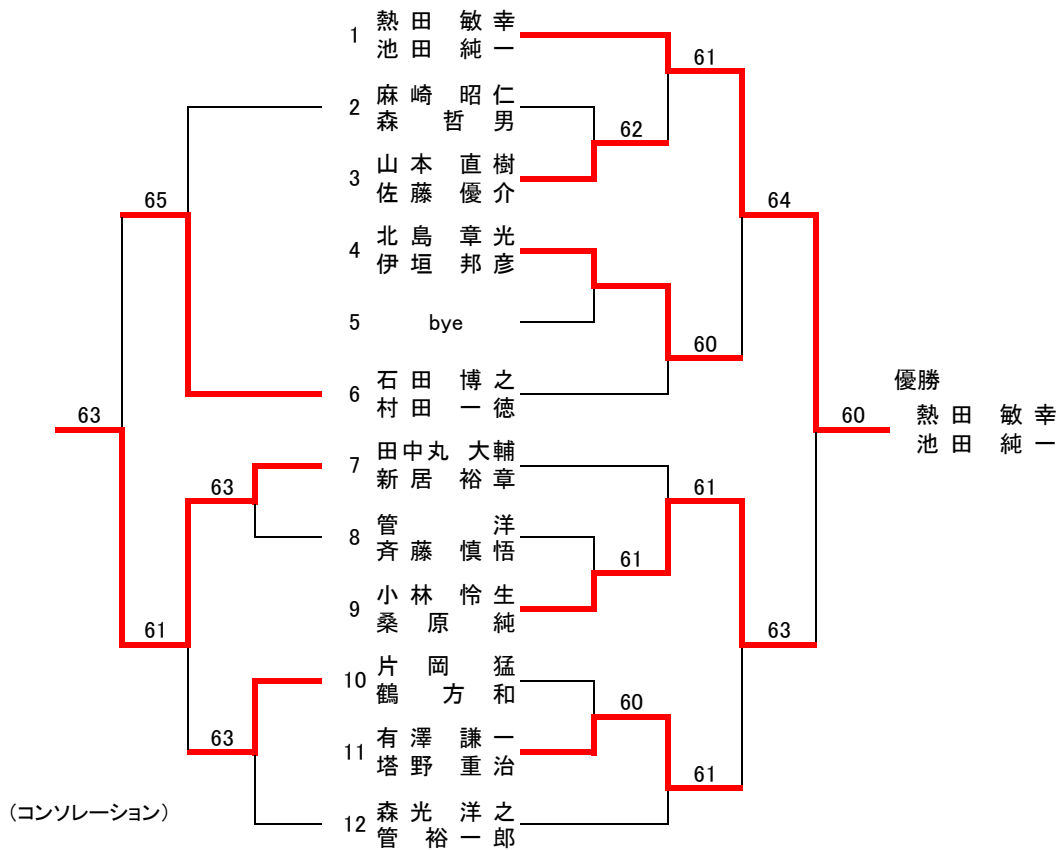 1 熱田 敏幸
池田 純一
61
2 麻崎 昭仁
森 哲男
62
3 山本 直樹
佐藤 優介
65
64
4 北島 章光
伊垣 邦彦
5 bye
60
6 石田 博之
村田 一徳
優勝
63
60
熱田 敏幸
池田 純一
7 田中丸 大輔
新居 裕章
63
61
8 管 洋
斉藤 慎悟
61
9 小林 怜生
桑原 純
61
63
10 片岡 猛
鶴 方和
60
63
11 有澤 謙一
塔野 重治
61
(コンソレーション)
12 森光 洋之
管 裕一郎